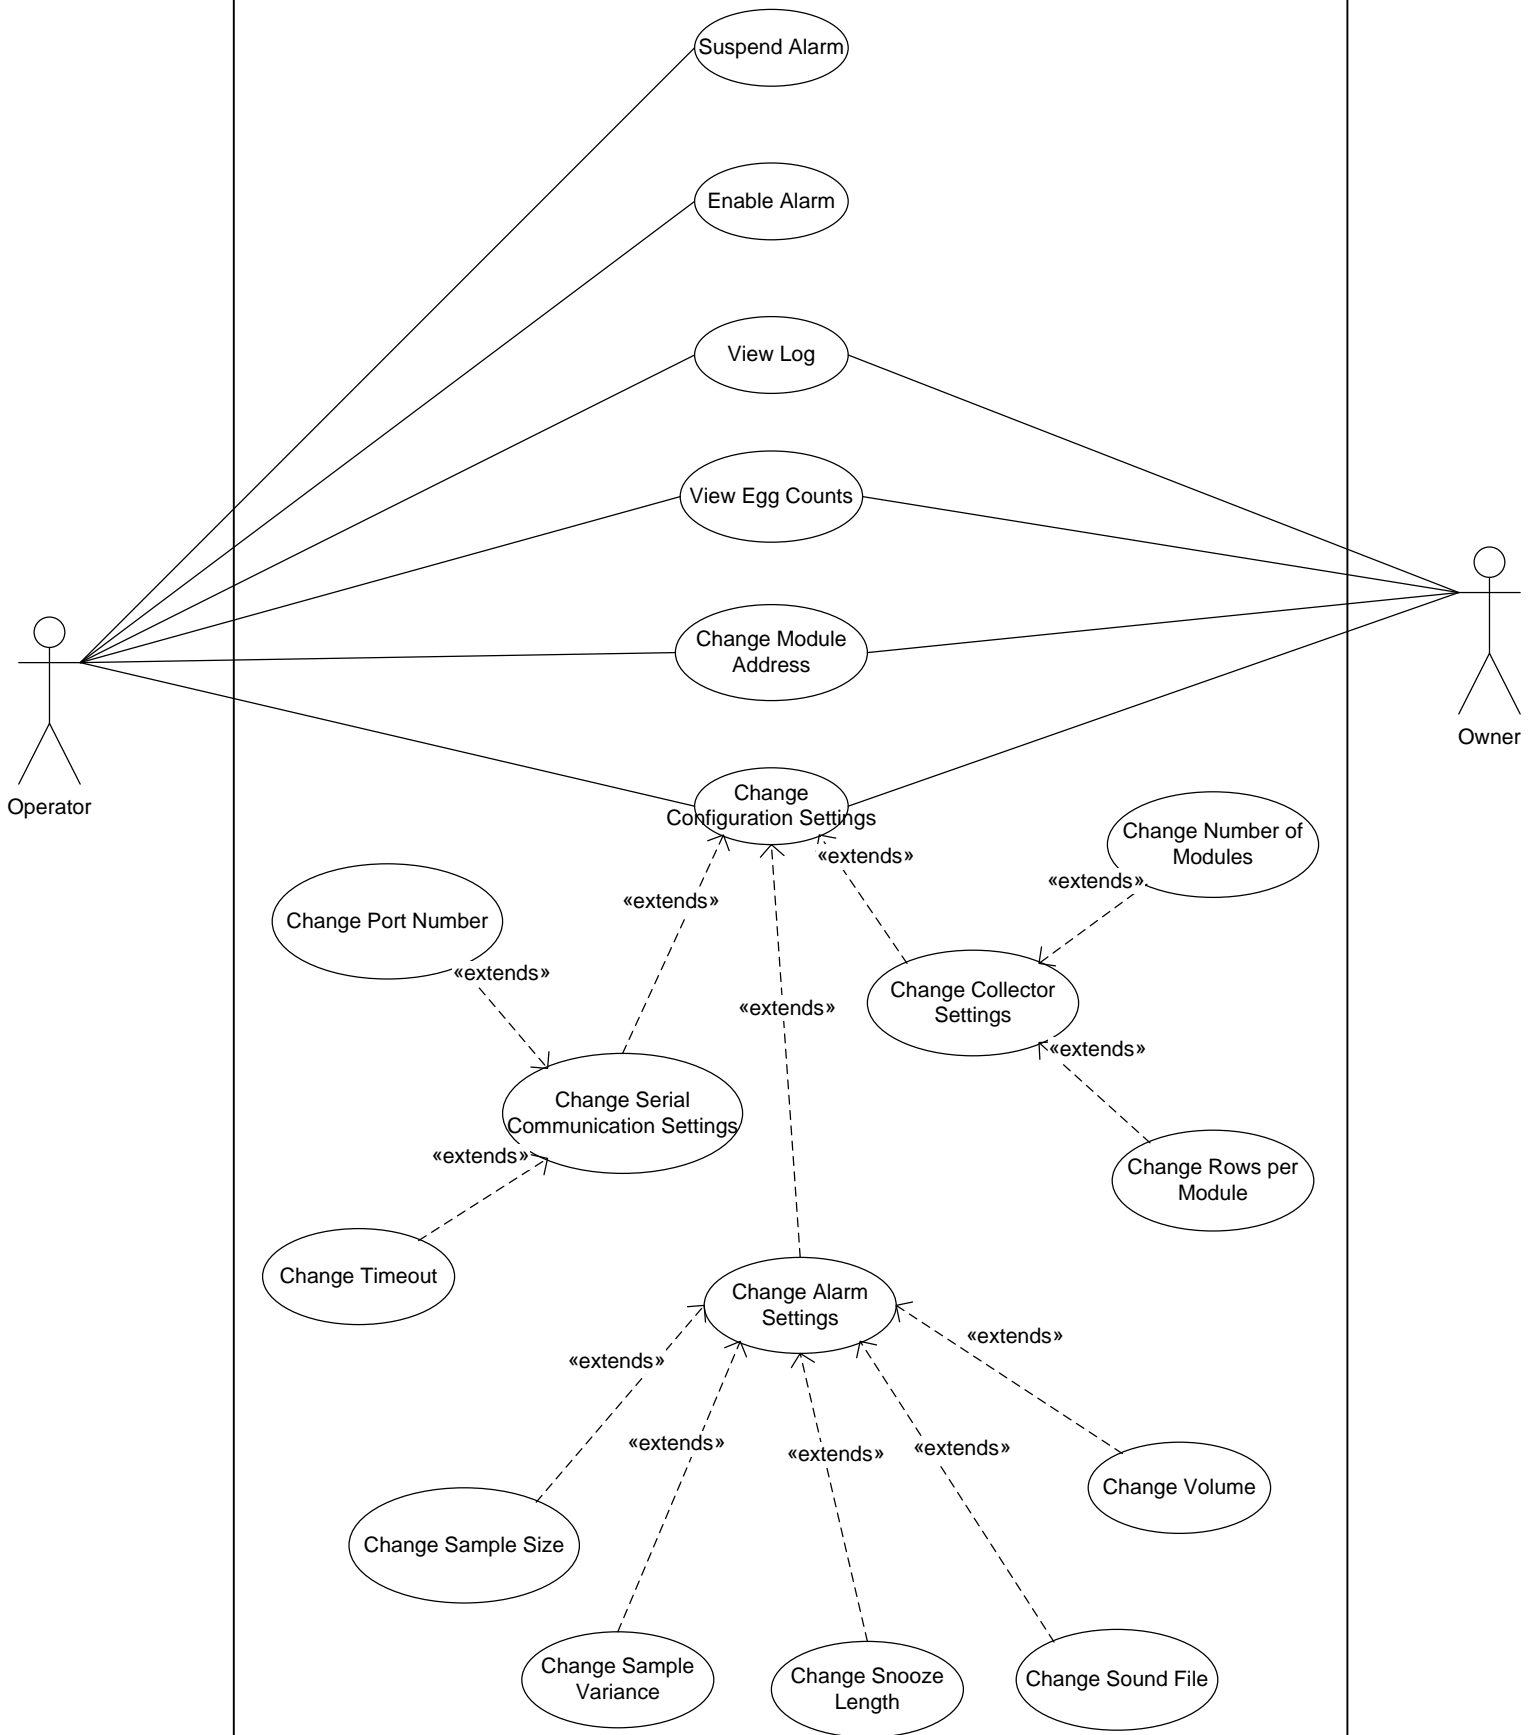 Suspend Alarm
Enable Alarm
View Log
View Egg Counts
Change Module
Address
Owner
Operator
Change
Configuration Settings
Change Number of
Modules
«extends»
«extends»
«extends»
Change Port Number
«extends»
Change Collector
Settings
«extends»
«extends»
Change Serial
Communication Settings
«extends»
Change Rows per
Module
Change Timeout
Change Alarm
Settings
«extends»
«extends»
«extends»
«extends»
«extends»
Change Volume
Change Sample Size
Change Sample
Variance
Change Snooze
Length
Change Sound File